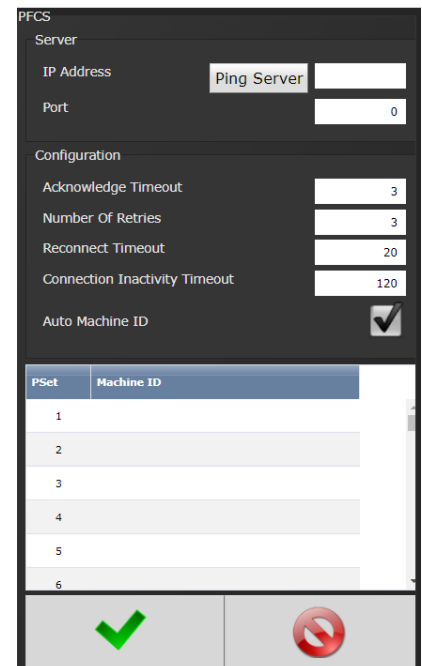 PFCS
Server
IP Address Ping Server
Port 0
Configuration
Acknowledge Timeout 3
Number Of Retries 3
Reconnect Timeout 20
Connection Inactivity Timeout 120
Auto Machine ID
PSet Machine ID
1
2
3
4
5
6